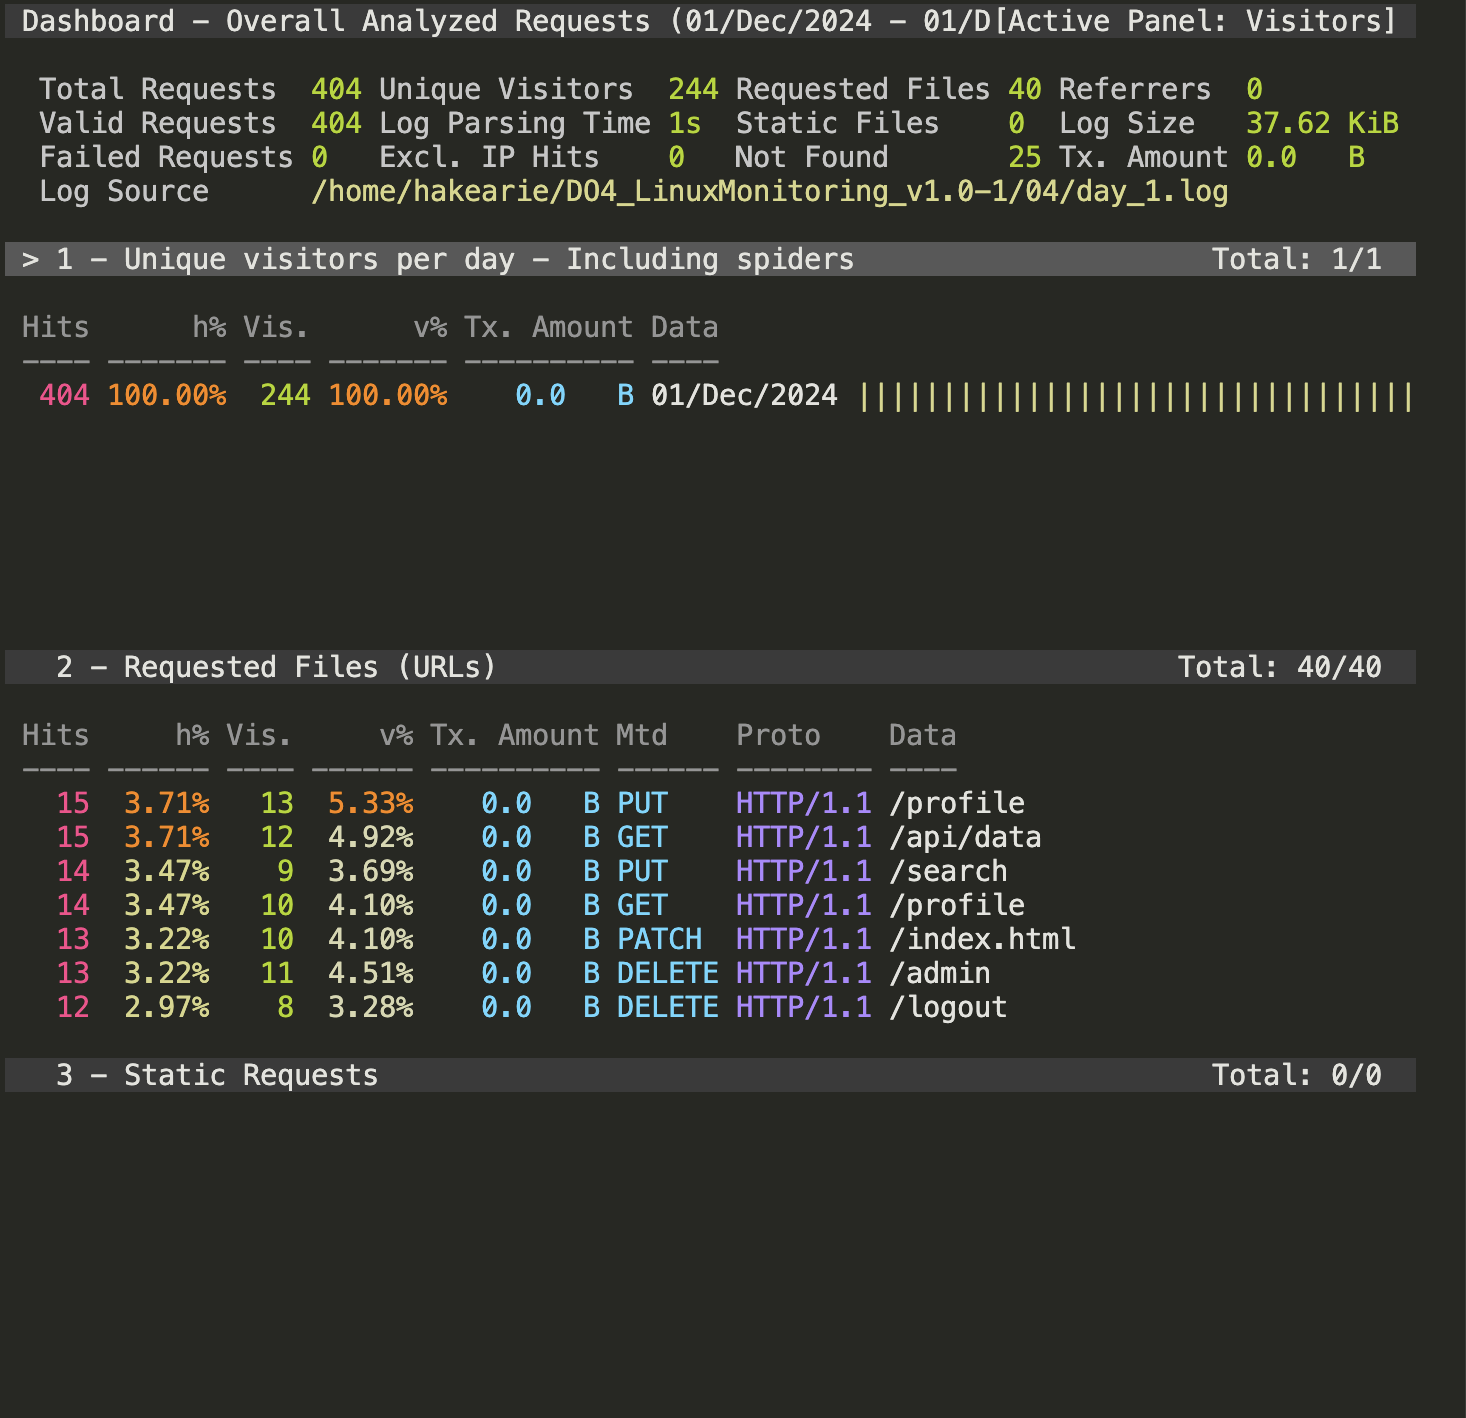 Dashboard - Overall Analyzed Requests (01/Dec/2024 - 01/D[Active Panel: Visitors]
Total Requests 404 Unique Visitors 244 Requested Files 40 Referrers 0
Valid Requests 404 Log Parsing Time 1s Static Files 0 Log Size 37.62 KiB
Failed Requests 0 Excl. IP Hits 0 Not Found 25 Tx. Amount 0.0 B
Log Source /home/hakearie/DO4_LinuxMonitoring_v1.0-1/04/day_1.log
> 1 - Unique visitors per day - Including spiders Total: 1/1
Hits h% Vis. v% Tx. Amount Data
---- ------- ---- ------- ---------- ----
404 100.00% 244 100.00% 0.0 B 01/Dec/2024 |||||||||||||||||||||||||||||||||
2 - Requested Files (URLs) Total: 40/40
Hits h% Vis. v% Tx. Amount Mtd Proto Data
---- ------ ---- ------ ---------- ------ -------- ----
15 3.71% 13 5.33% 0.0 B PUT HTTP/1.1 /profile
15 3.71% 12 4.92% 0.0 B GET HTTP/1.1 /api/data
14 3.47% 9 3.69% 0.0 B PUT HTTP/1.1 /search
14 3.47% 10 4.10% 0.0 B GET HTTP/1.1 /profile
13 3.22% 10 4.10% 0.0 B PATCH HTTP/1.1 /index.html
13 3.22% 11 4.51% 0.0 B DELETE HTTP/1.1 /admin
12 2.97% 8 3.28% 0.0 B DELETE HTTP/1.1 /logout
3 - Static Requests Total: 0/0